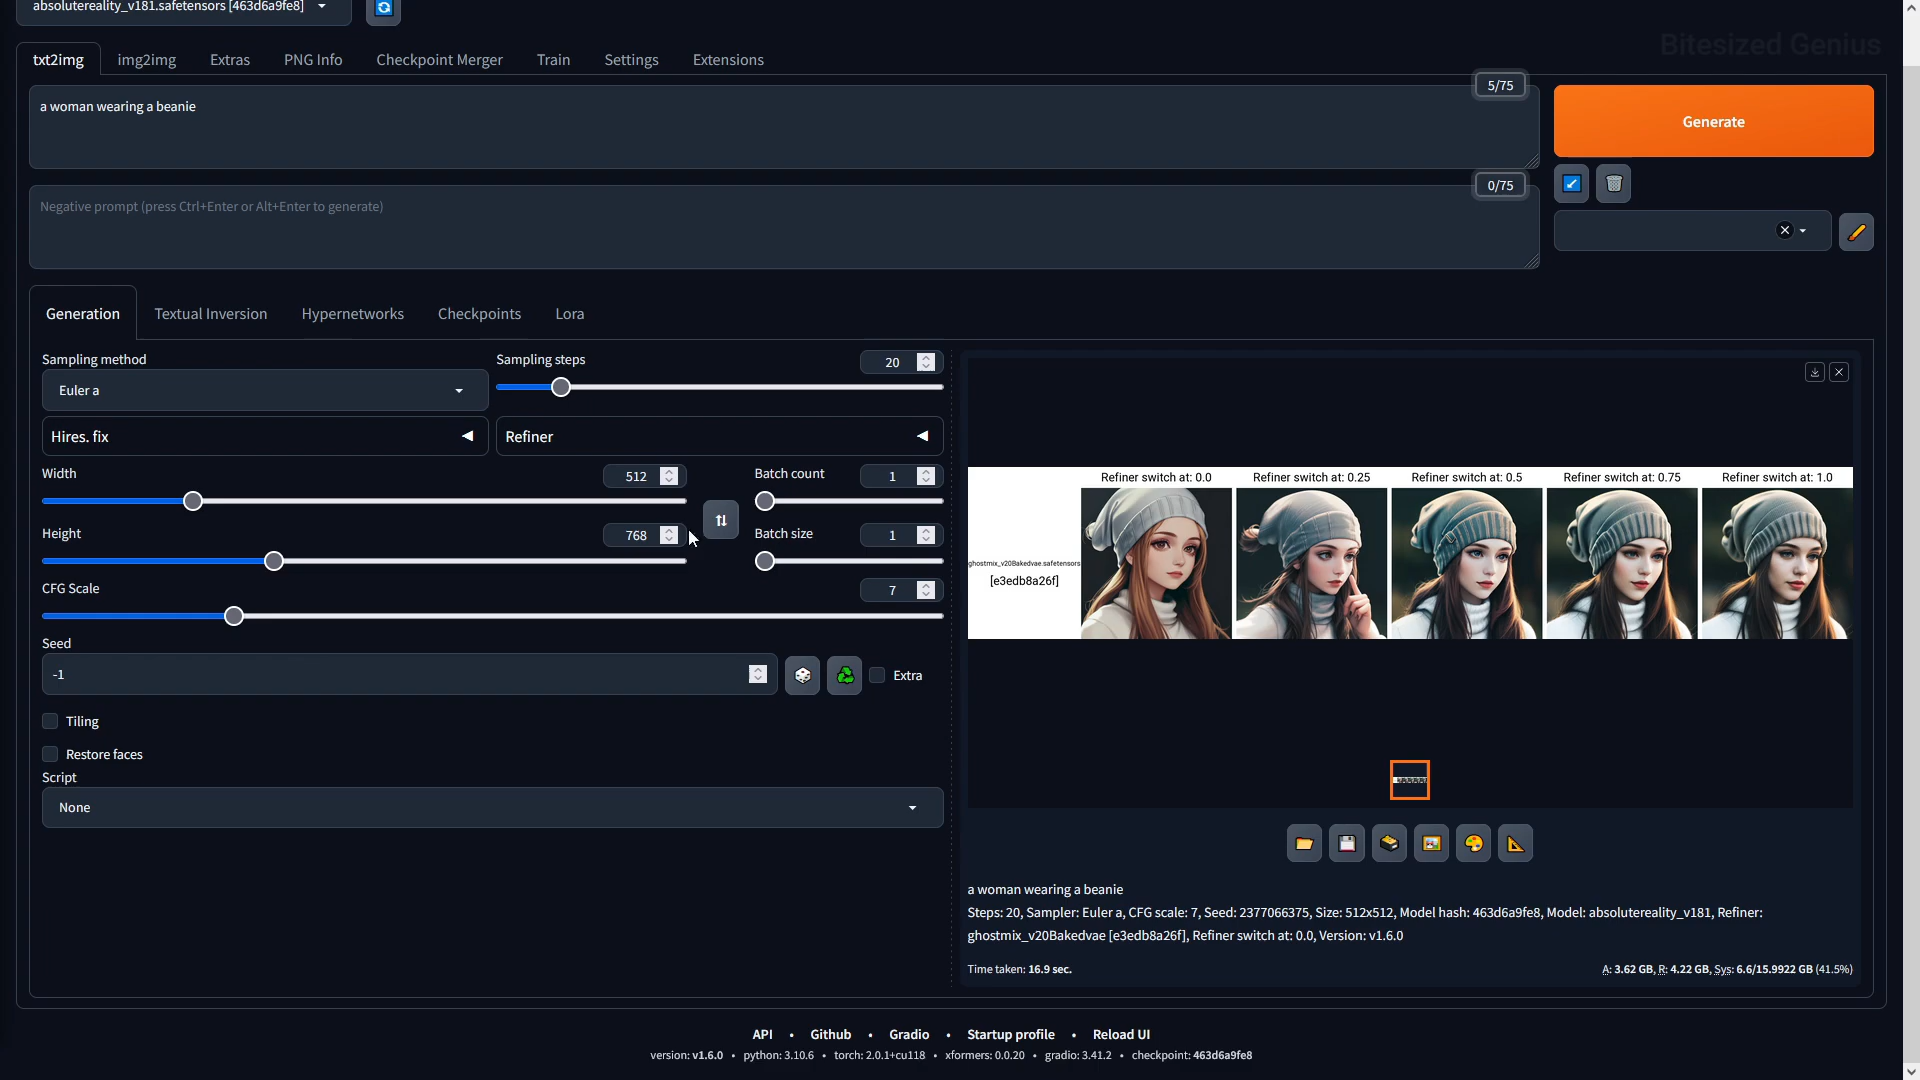 absolutereality_v181.safetensors [463d6a9fe8]
Bitesized Genius
txt2img
img2img
Extras
PNG Info
Checkpoint Merger
Train
Settings
Extensions
5/75
a woman wearing a beanie
Generate
0/75
Negative prompt (press Ctrl+Enter or Alt+Enter to generate)
Generation
Textual Inversion
Hypernetworks
Checkpoints
Lora
Sampling method
Euler a
Sampling steps
20
Hires. fix
Refiner
Width
512
Batch count
1
Height
768
Batch size
1
CFG Scale
7
Seed
-1
Extra
Tiling
Restore faces
Script
None
Refiner switch at: 0.0
Refiner switch at: 0.25
Refiner switch at: 0.5
Refiner switch at: 0.75
Refiner switch at: 1.0
ghostmix_v20Bakedvae.safetensors
[e3edb8a26f]
a woman wearing a beanie
Steps: 20, Sampler: Euler a, CFG scale: 7, Seed: 2377066375, Size: 512x512, Model hash: 463d6a9fe8, Model: absolutereality_v181, Refiner:
ghostmix_v20Bakedvae [e3edb8a26f], Refiner switch at: 0.0, Version: v1.6.0
Time taken: 16.9 sec.
A: 3.62 GB, R: 4.22 GB, Sys: 6.6/15.9922 GB (41.5%)
API • Github • Gradio • Startup profile • Reload UI
version: v1.6.0 • python: 3.10.6 • torch: 2.0.1+cu118 • xformers: 0.0.20 • gradio: 3.41.2 • checkpoint: 463d6a9fe8